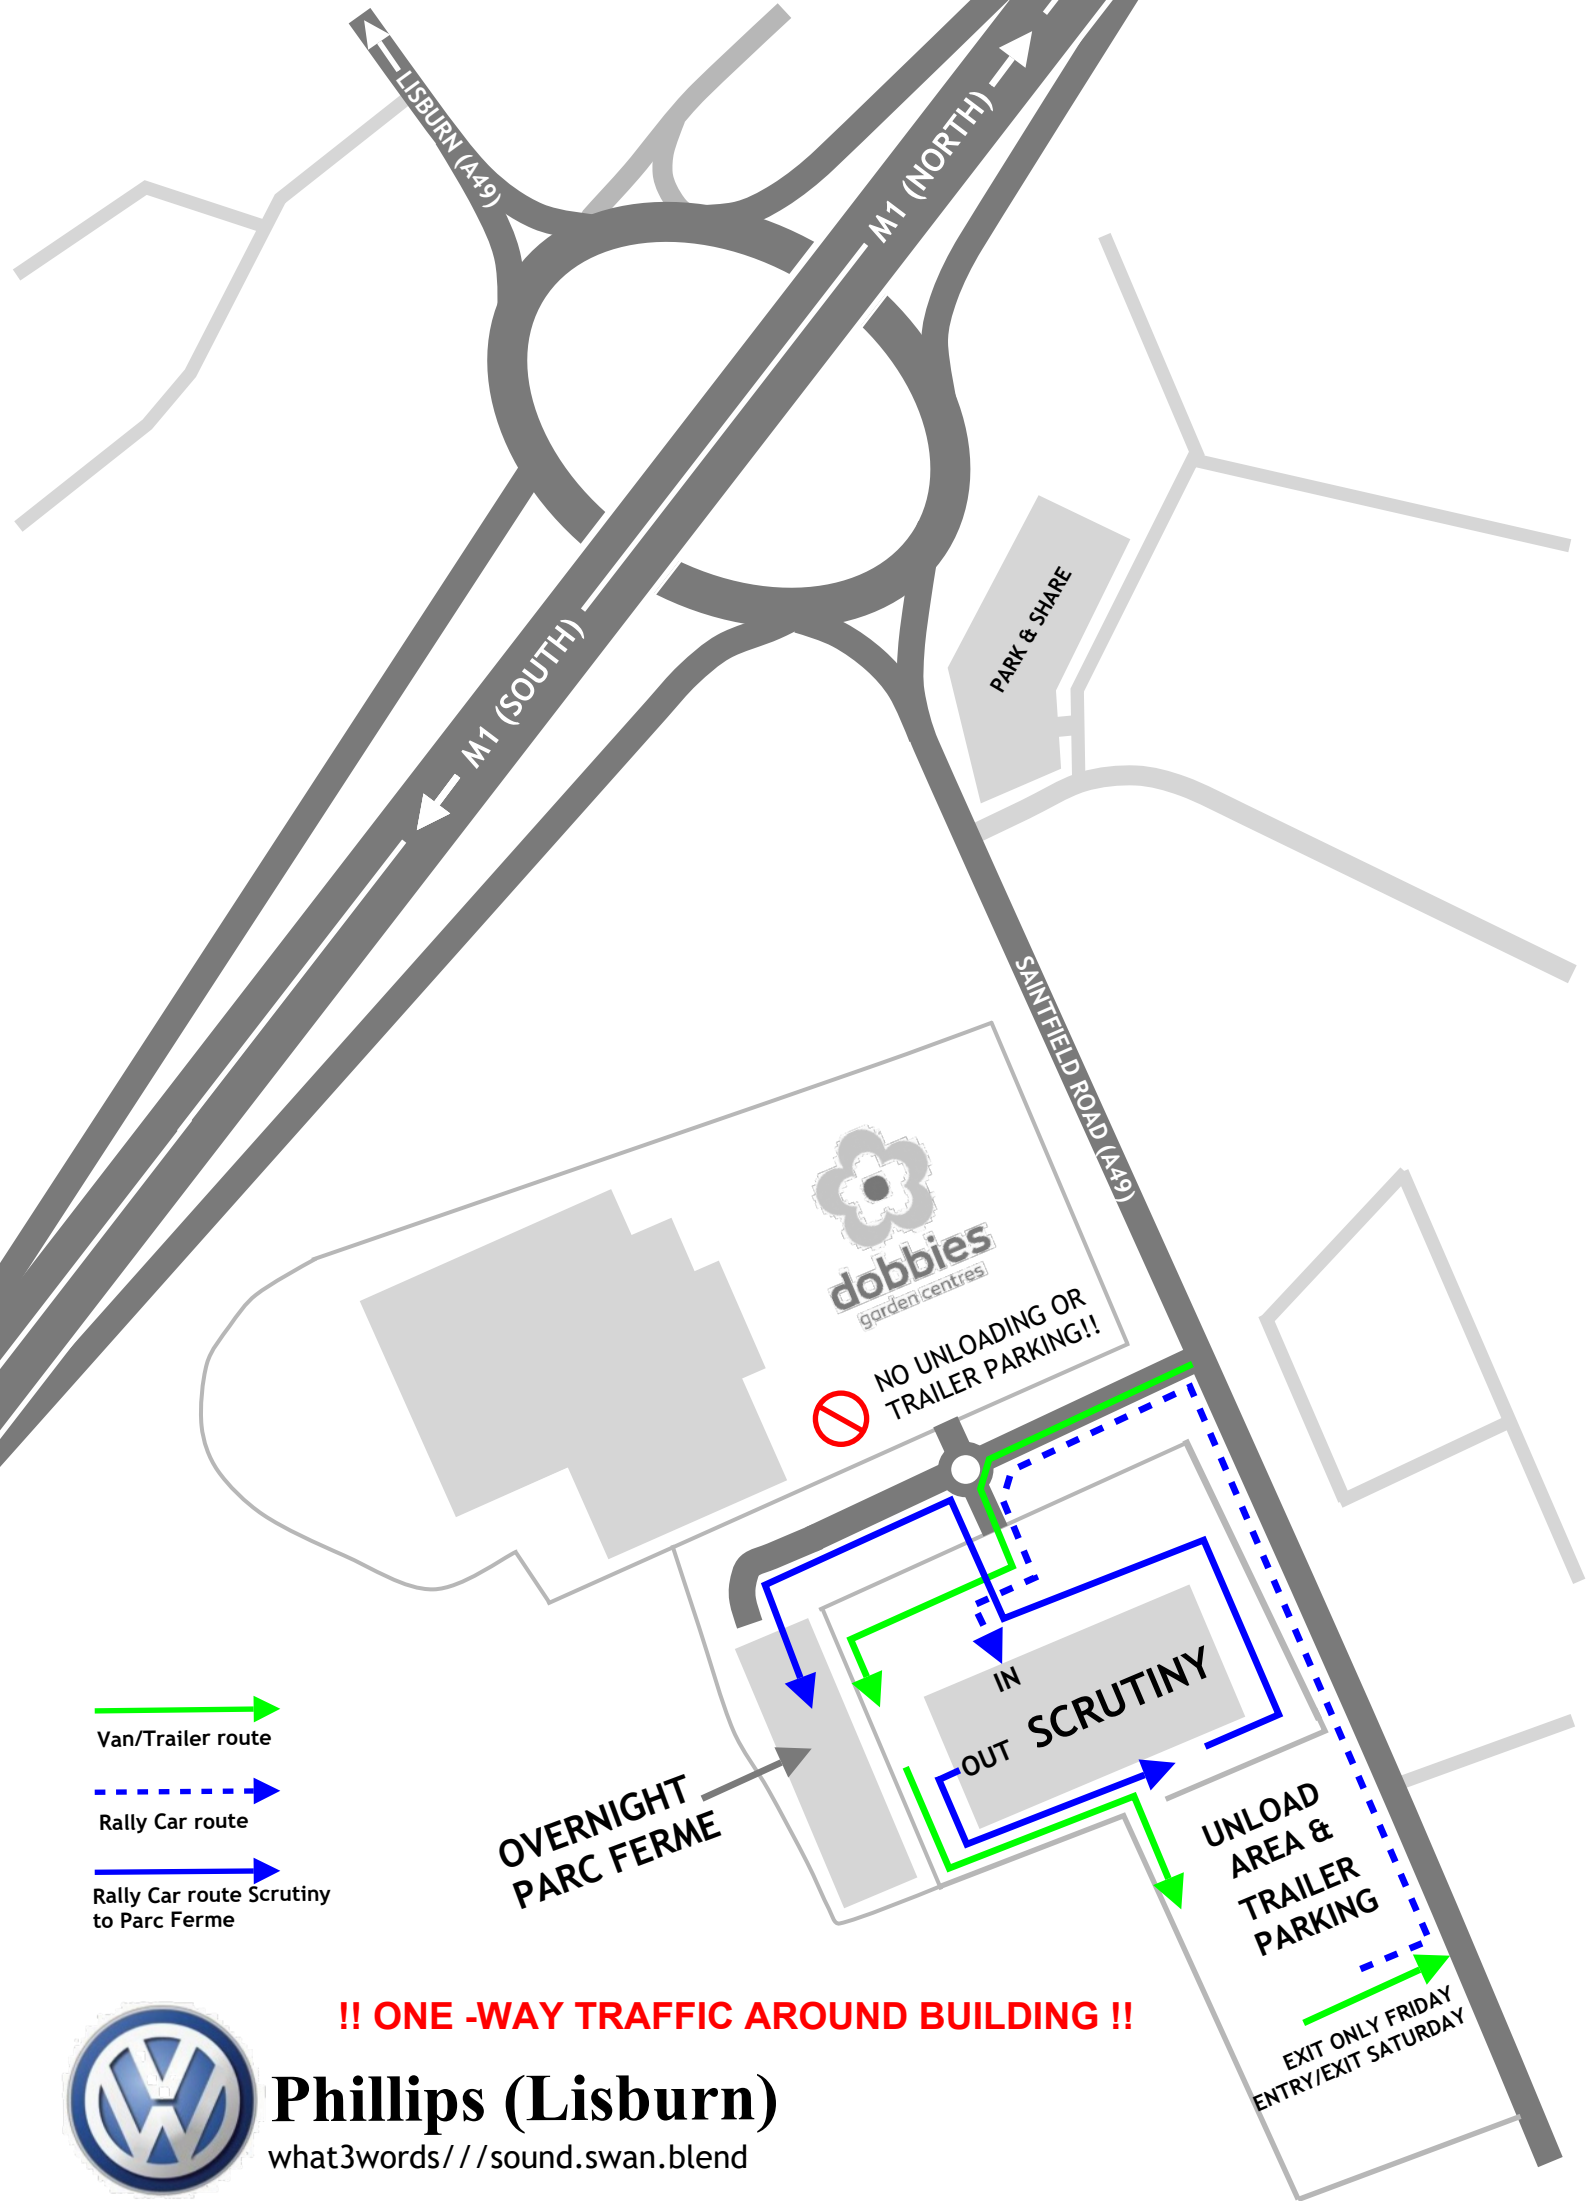 LISBURN (A49)
M1 (NORTH)
M1 (SOUTH)
PARK & SHARE
SAINTFIELD ROAD (A49)
dobbies
garden centres
NO UNLOADING OR
TRAILER PARKING!!
IN
OUT SCRUTINY
OVERNIGHT
PARC FERME
UNLOAD
AREA &
TRAILER
PARKING
EXIT ONLY FRIDAY
ENTRY/EXIT SATURDAY
Van/Trailer route
Rally Car route
Rally Car route Scrutiny
to Parc Ferme
!! ONE -WAY TRAFFIC AROUND BUILDING !!
Phillips (Lisburn)
what3words///sound.swan.blend